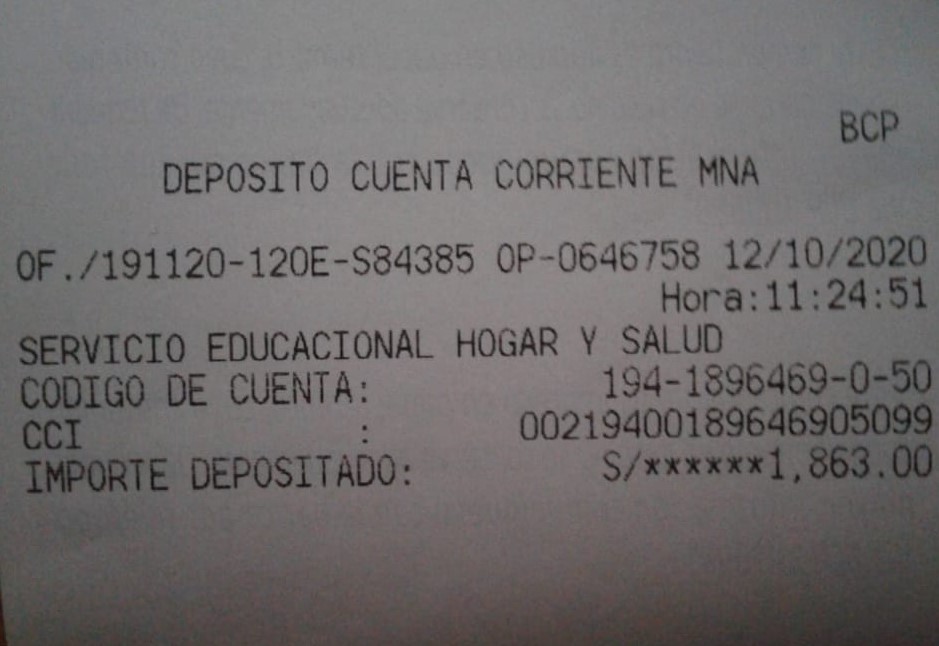 BCP
DEPOSITO CUENTA CORRIENTE MNA
OF./191120-120E-S84385 OP-0646758 12/10/2020
Hora:11:24:51
SERVICIO EDUCACIONAL HOGAR Y SALUD
CODIGO DE CUENTA: 194-1896469-0-50
CCI : 00219400189646905099
IMPORTE DEPOSITADO: S/******1,863.00